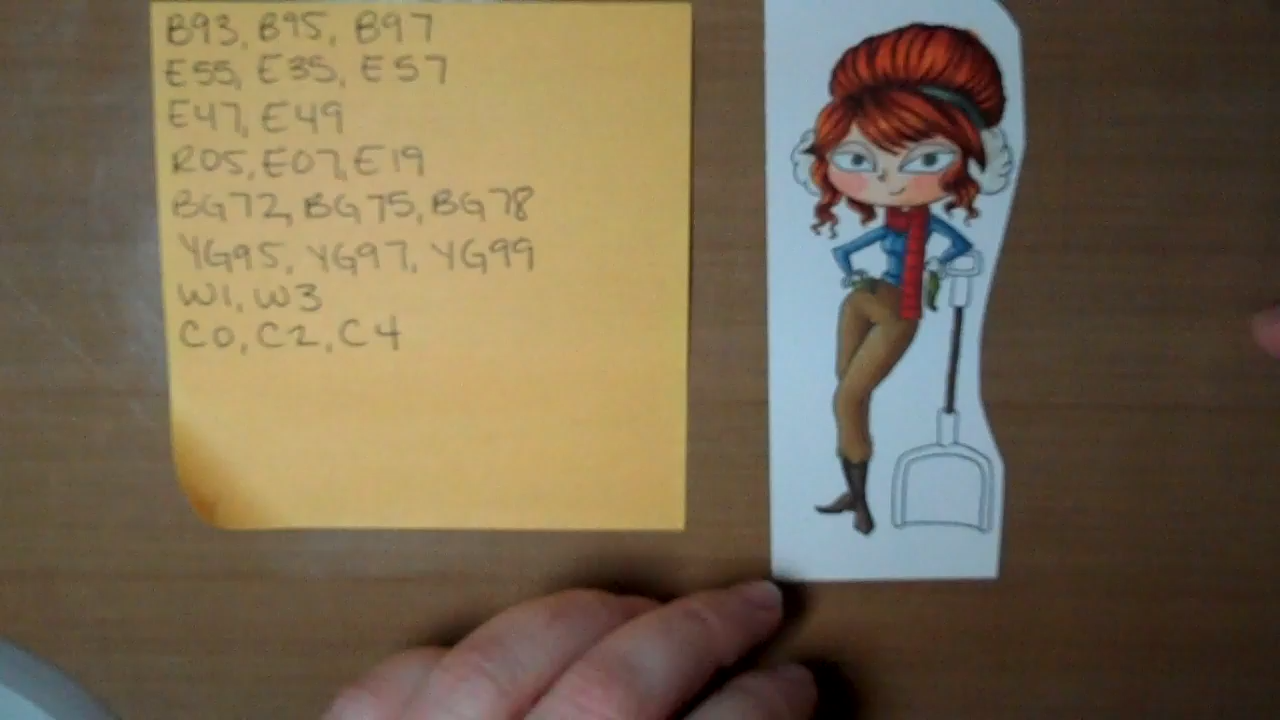 B93, B95, B97
E55, E35, E57
E47, E49
R05, E07, E19
BG72, BG75, BG78
YG95, YG97, YG99
W1, W3
C0, C2, C4